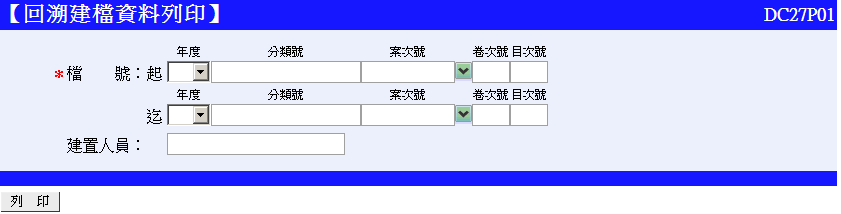 【回溯建檔資料列印】 DC27P01
年度 分類號 案次號 卷次號 目次號
*檔 號：起
年度 分類號 案次號 卷次號 目次號
迄
建置人員：
列 印